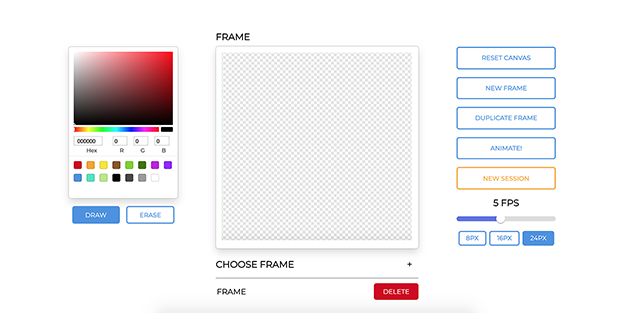 FRAME
000000 0 0 0
Hex R G B
DRAW ERASE
CHOOSE FRAME +
FRAME DELETE
RESET CANVAS
NEW FRAME
DUPLICATE FRAME
ANIMATE!
NEW SESSION
5 FPS
8PX 16PX 24PX